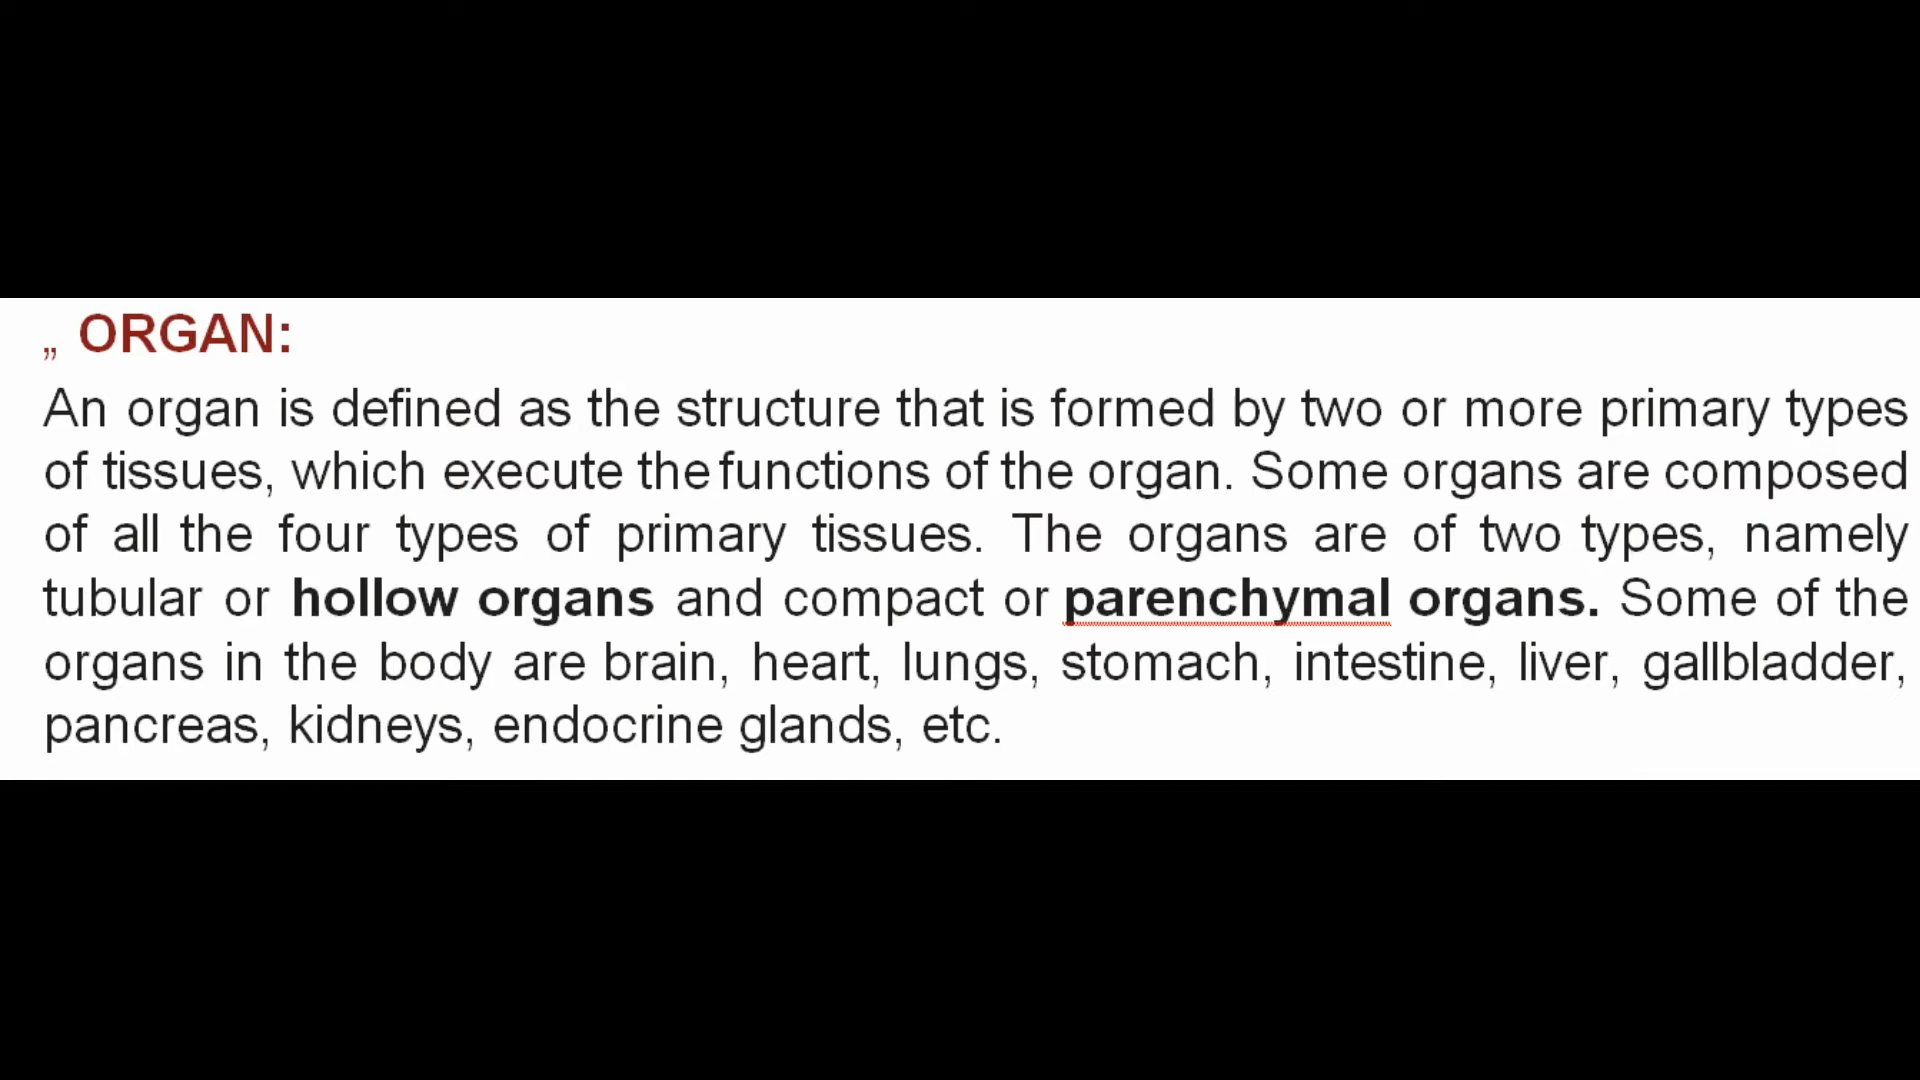 „ ORGAN:
An organ is defined as the structure that is formed by two or more primary types
of tissues, which execute the functions of the organ. Some organs are composed
of all the four types of primary tissues. The organs are of two types, namely
tubular or hollow organs and compact or parenchymal organs. Some of the
organs in the body are brain, heart, lungs, stomach, intestine, liver, gallbladder,
pancreas, kidneys, endocrine glands, etc.